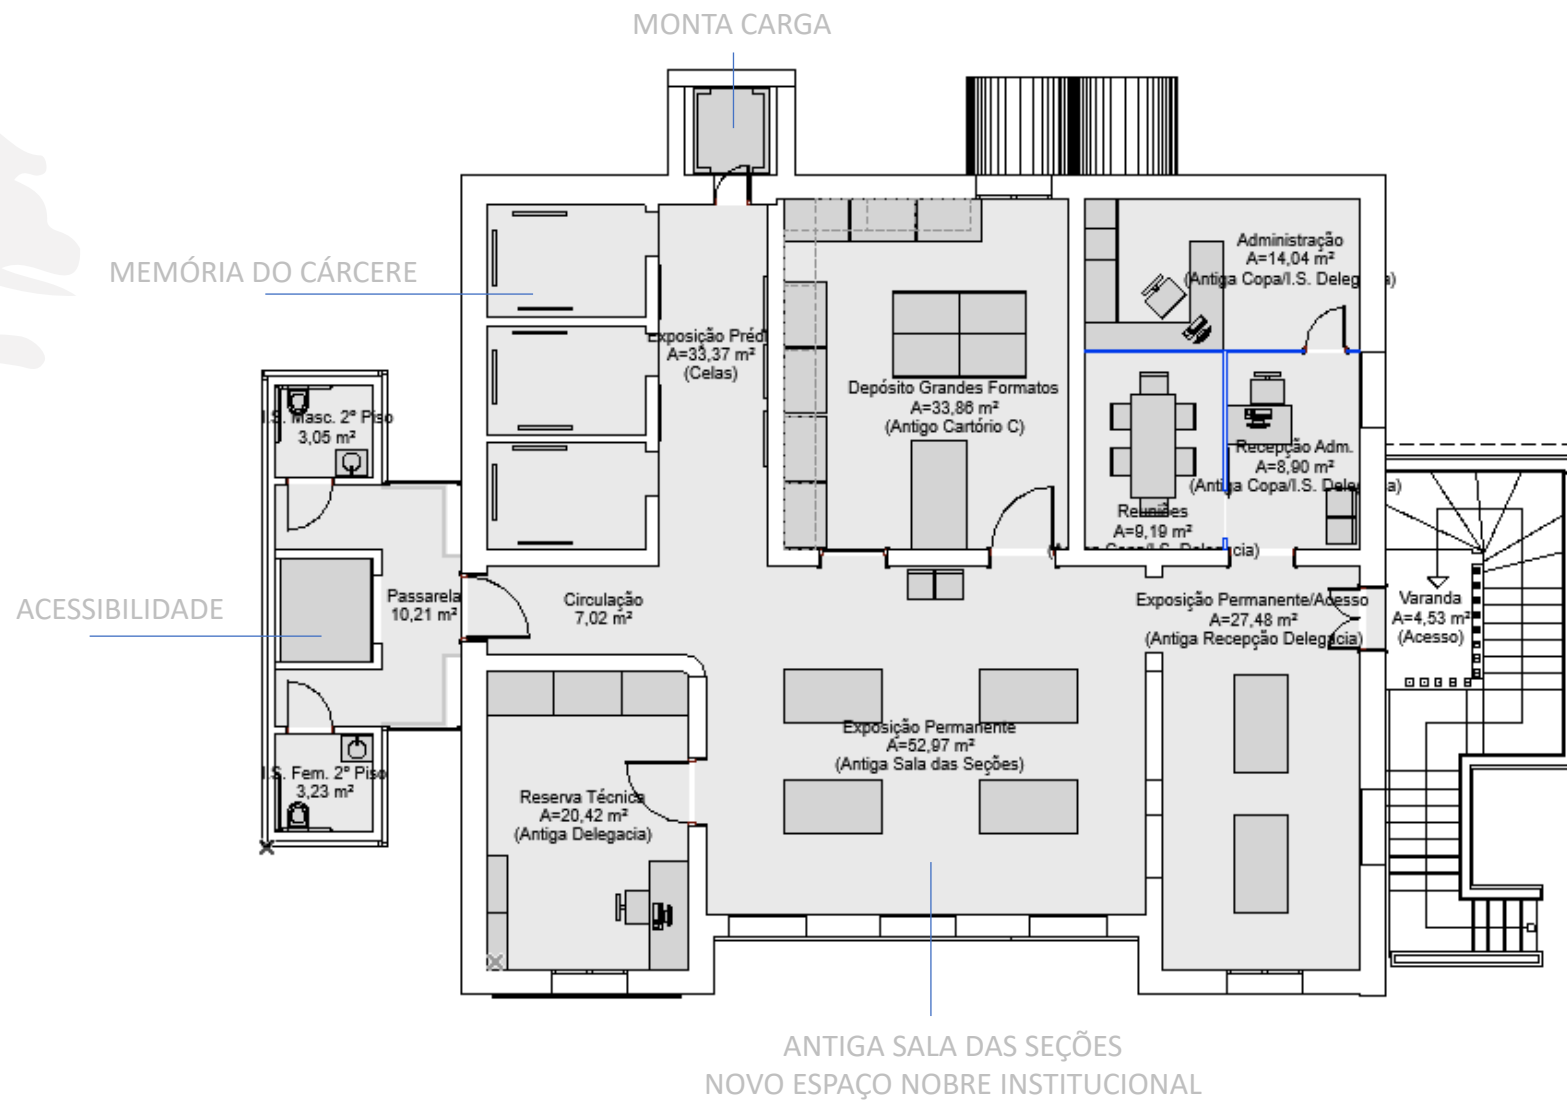 MONTA CARGA
MEMÓRIA DO CÁRCERE
Administração
A=14,04 m²
(Antiga Copa/I.S. Deleg a)
Exposição Préd
A=33,37 m²
(Celas)
Depósito Grandes Formatos
A=33,86 m²
(Antigo Cartório C)
I.S. Masc. 2º Piso
3,05 m²
Recepção Adm.
A=8,90 m²
(Antiga Copa/I.S. Delegacia)
Reuniões
A=9,19 m²
Copa/I.S. Delegacia)
ACESSIBILIDADE
Passarela
10,21 m²
Circulação
7,02 m²
Exposição Permanente/Acesso
A=27,48 m²
(Antiga Recepção Delegacia)
Varanda
A=4,53 m²
(Acesso)
Exposição Permanente
A=52,97 m²
(Antiga Sala das Seções)
I.S. Fem. 2º Piso
3,23 m²
Reserva Técnica
A=20,42 m²
(Antiga Delegacia)
ANTIGA SALA DAS SEÇÕES
NOVO ESPAÇO NOBRE INSTITUCIONAL